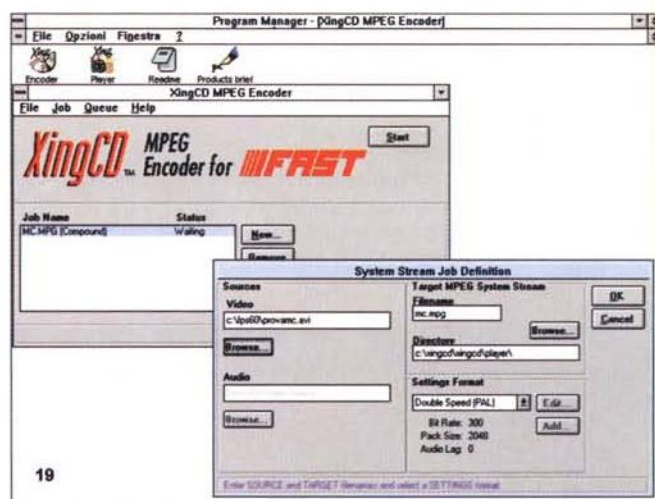 Program Manager - [XingCD MPEG Encoder]
File Opzioni Finestra ?
Xing Xing
Encoder Player Readme Products brief
XingCD MPEG Encoder
File Job Queue Help
XingCD TM MPEG Encoder for FAST
Start
Job Name Status
MC.MPG (Compound) Waiting
New...
Remove
System Stream Job Definition
Sources
Video
c:\lps60\provamc.avi
Browse...
Audio
Browse...
Target MPEG System Stream
Filename
mc.mpg
Browse...
Directory
c:\xingcd\xingcd\player\
Settings Format
Double Speed (PAL)
Edit...
Bit Rate: 300
Add...
Pack Size: 2048
Audio Lag: 0
OK
Cancel
Enter SOURCE and TARGET filenames and select a SETTINGS format
19